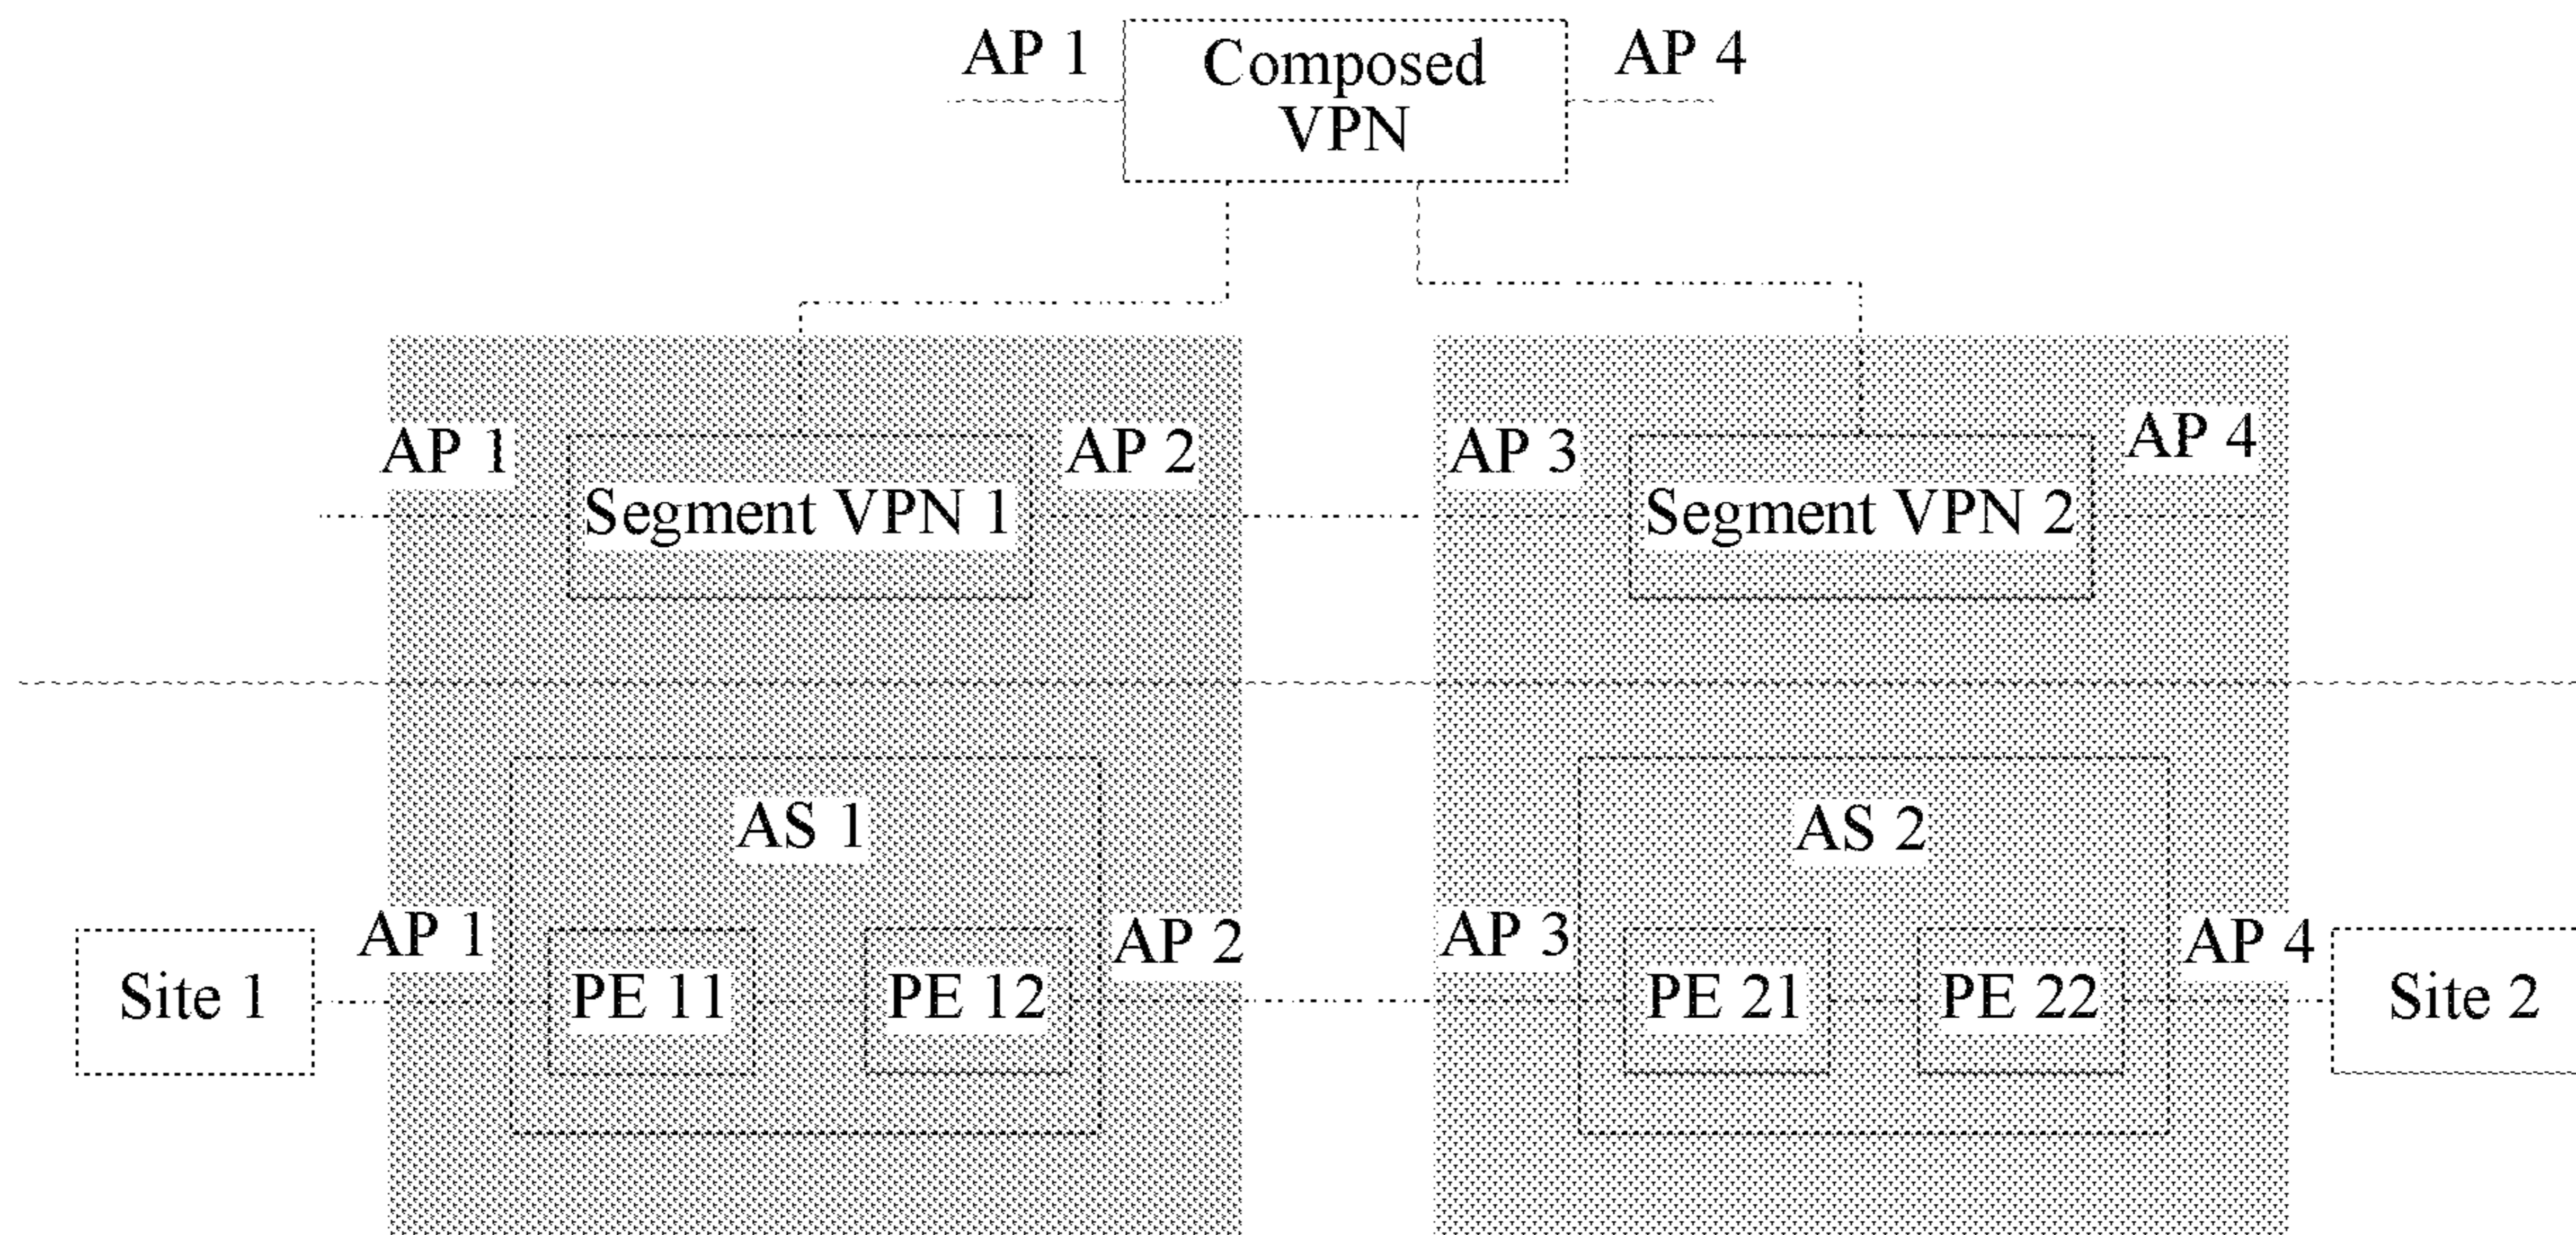 AP 1
Composed
VPN
AP 4
AP 1
Segment VPN 1
AP 2
AP 3
Segment VPN 2
AP 4
AS 1
AS 2
Site 1
AP 1
PE 11
PE 12
AP 2
AP 3
PE 21
PE 22
AP 4
Site 2